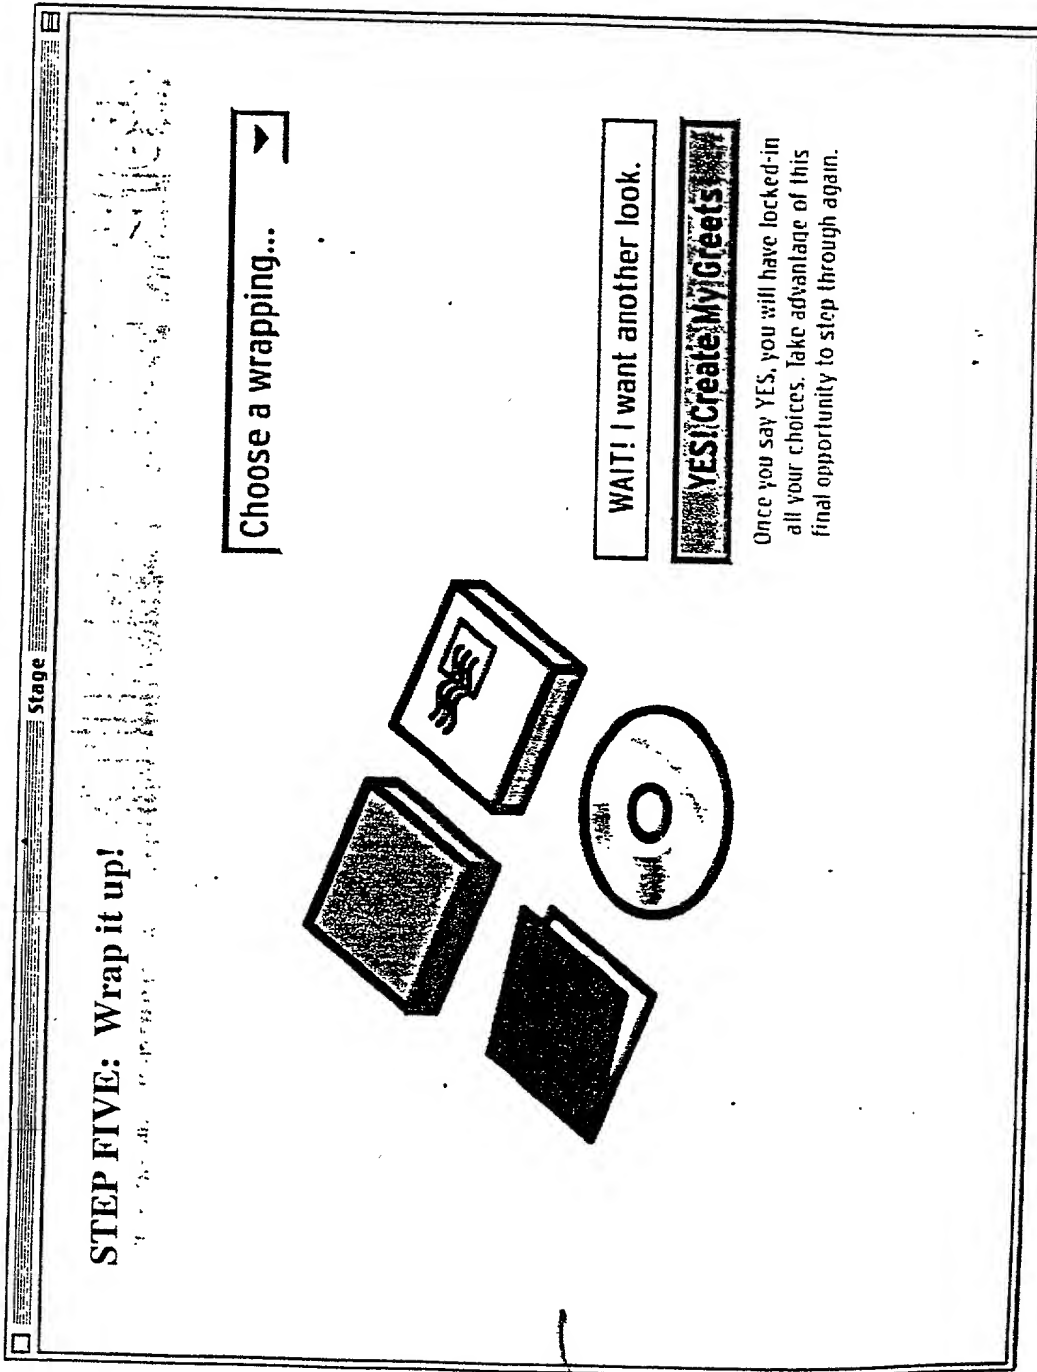 Stage
STEP FIVE: Wrap it up!
Choose a wrapping...
WAIT! I want another look.
YES! Create My Greets!
Once you say YES, you will have locked-in
all your choices. Take advantage of this
final opportunity to step through again.